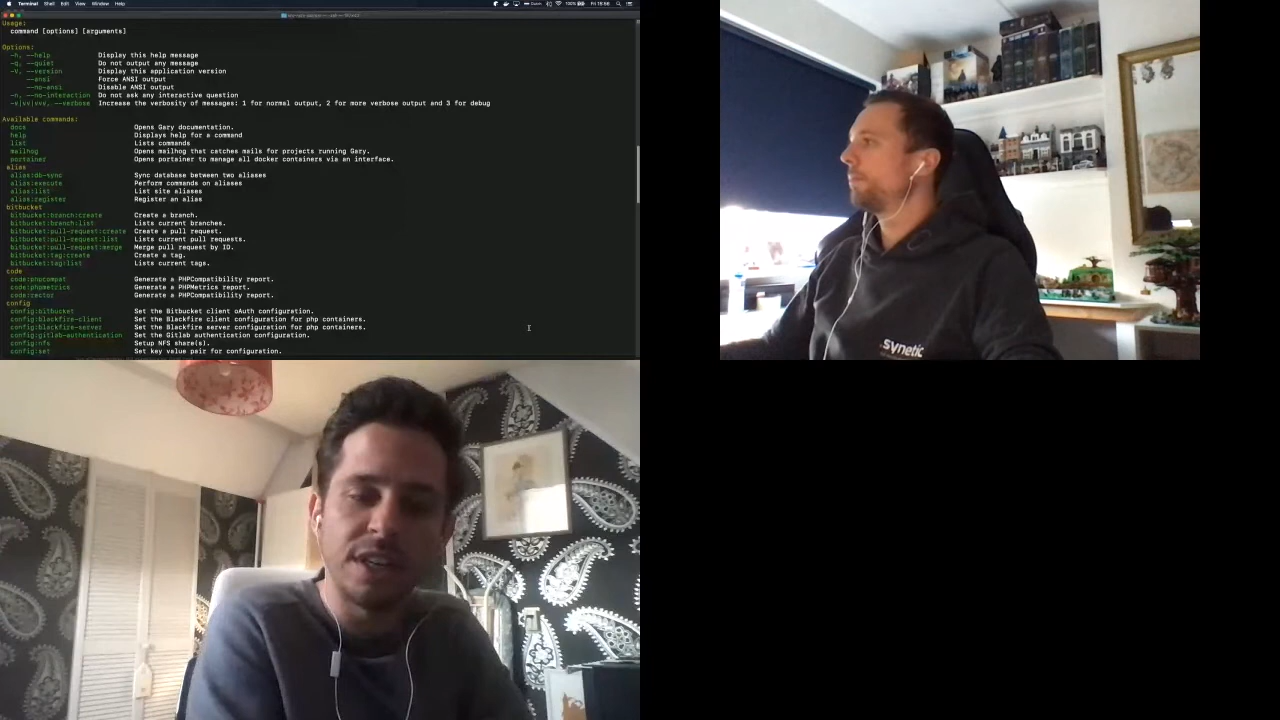 Terminal Shell Edit View Window Help
100% Fri 18:56
Usage:
command [options] [arguments]
Options:
-h, --help Display this help message
-q, --quiet Do not output any message
-V, --version Display this application version
--ansi Force ANSI output
--no-ansi Disable ANSI output
-n, --no-interaction Do not ask any interactive question
-v|vv|vvv, --verbose Increase the verbosity of messages: 1 for normal output, 2 for more verbose output and 3 for debug
Available commands:
docs Opens Gary documentation.
help Displays help for a command
list Lists commands
mailhog Opens mailhog that catches mails for projects running Gary.
portainer Opens portainer to manage all docker containers via an interface.
alias
alias:db-sync Sync database between two aliases
alias:execute Perform commands on aliases
alias:list List site aliases
alias:register Register an alias
bitbucket
bitbucket:branch:create Create a branch.
bitbucket:branch:list Lists current branches.
bitbucket:pull-request:create Create a pull request.
bitbucket:pull-request:list Lists current pull requests.
bitbucket:pull-request:merge Merge pull request by ID.
bitbucket:tag:create Create a tag.
bitbucket:tag:list Lists current tags.
code
code:phpcompat Generate a PHPCompatibility report.
code:phpmetrics Generate a PHPMetrics report.
code:rector Generate a PHPCompatibility report.
config
config:bitbucket Set the Bitbucket client oAuth configuration.
config:blackfire-client Set the Blackfire client configuration for php containers.
config:blackfire-server Set the Blackfire server configuration for php containers.
config:gitlab-authentication Set the Gitlab authentication configuration.
config:nfs Setup NFS share(s).
config:set Set key value pair for configuration.
.synetic